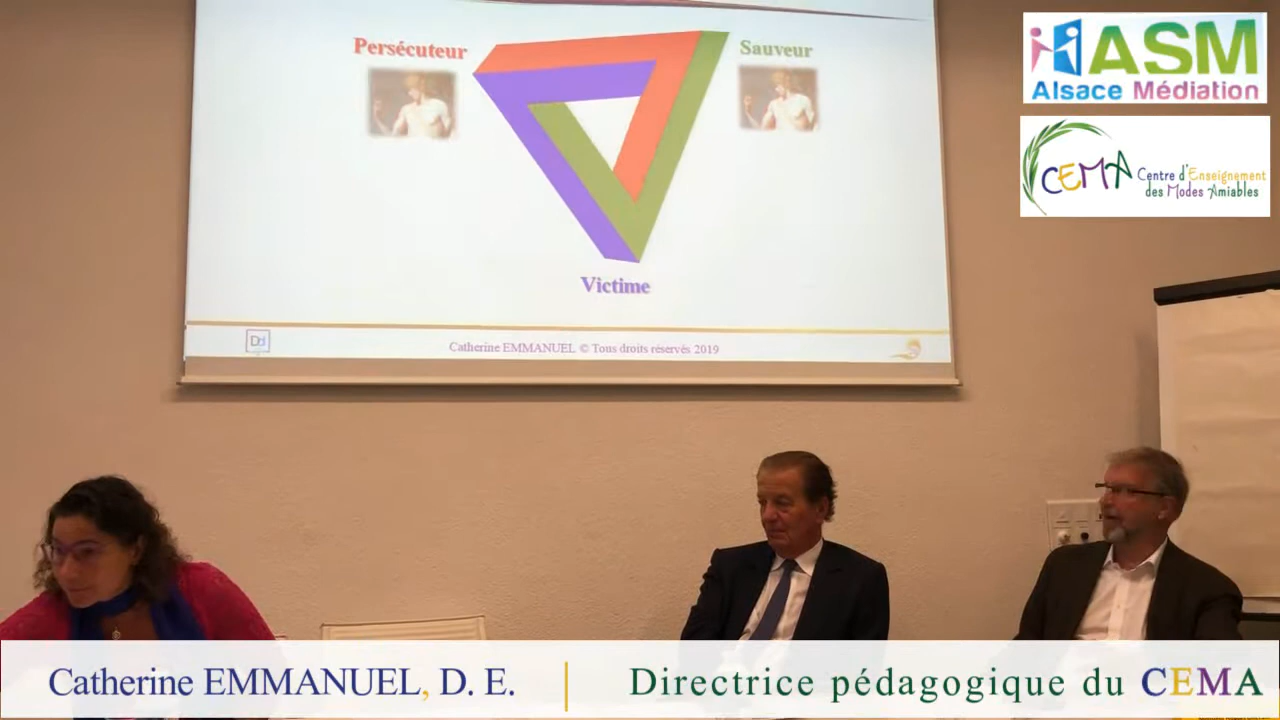 Persécuteur
Sauveur
Victime
Dd
Catherine EMMANUEL © Tous droits réservés 2019
ASM
Alsace Médiation
CEMA Centre d'Enseignement
des Modes Amiables
Catherine EMMANUEL, D. E. | Directrice pédagogique du CEMA